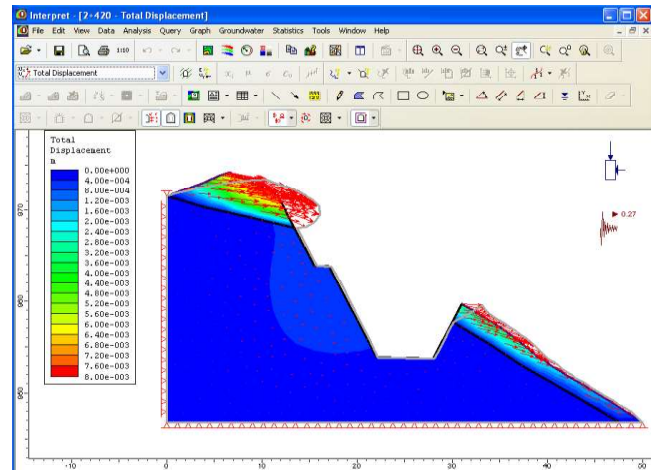 Interpret - [2-420 - Total Displacement]
File Edit View Data Analysis Query Graph Groundwater Statistics Tools Window Help
1:10
Total Displacement
Total
Displacement
m
0.00e+000
4.00e-004
8.00e-004
1.20e-003
1.60e-003
2.00e-003
2.40e-003
2.80e-003
3.20e-003
3.60e-003
4.00e-003
4.40e-003
4.80e-003
5.20e-003
5.60e-003
6.00e-003
6.40e-003
6.80e-003
7.20e-003
7.60e-003
8.00e-003
0.27
970
960
950
-10 0 10 20 30 40 50